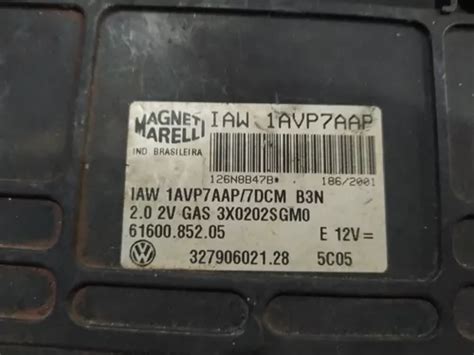 MAGNETI MARELLI
IAW 1AVP7AAP
IND BRASILEIRA
126N8B47B*
186/2001
IAW 1AVP7AAP/7DCM B3N
2.0 2V GAS 3X0202SGM0
61600.852.05 E 12V=
327906021.28 5C05